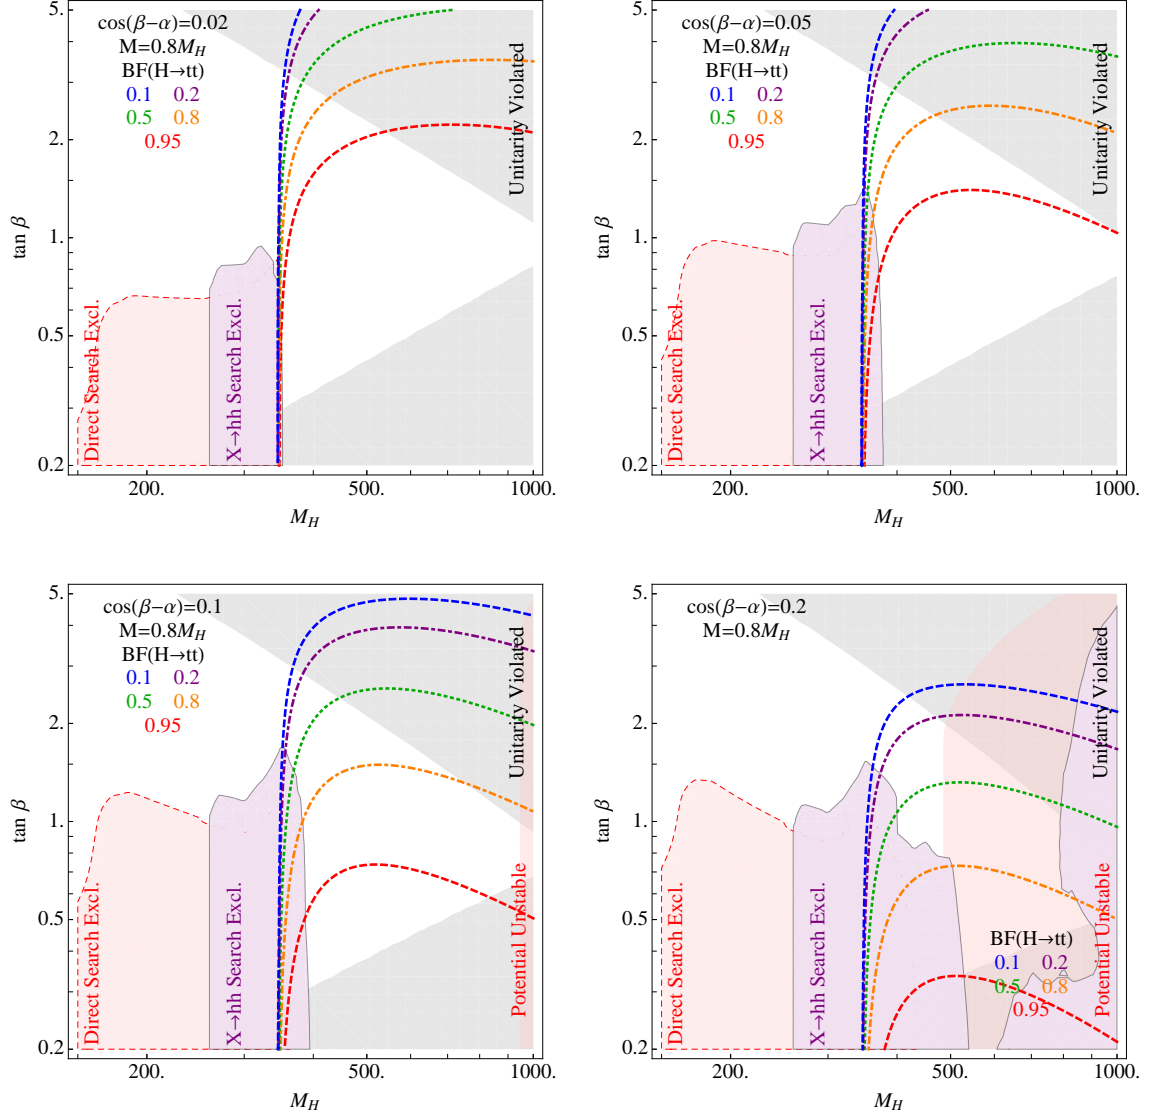 cos(β−α)=0.02
M=0.8M_H
BF(H→tt)
0.1 0.2
0.5 0.8
0.95
Unitarity Violated
Direct Search Excl.
X→hh Search Excl.
tan β
5.
2.
1.
0.5
0.2
200. 500. 1000.
M_H
cos(β−α)=0.05
M=0.8M_H
BF(H→tt)
0.1 0.2
0.5 0.8
0.95
Unitarity Violated
Direct Search Excl.
X→hh Search Excl.
tan β
5.
2.
1.
0.5
0.2
200. 500. 1000.
M_H
cos(β−α)=0.1
M=0.8M_H
BF(H→tt)
0.1 0.2
0.5 0.8
0.95
Unitarity Violated
Potential Unstable
Direct Search Excl.
X→hh Search Excl.
tan β
5.
2.
1.
0.5
0.2
200. 500. 1000.
M_H
cos(β−α)=0.2
M=0.8M_H
Unitarity Violated
Potential Unstable
BF(H→tt)
0.1 0.2
0.5 0.8
0.95
Direct Search Excl.
X→hh Search Excl.
tan β
5.
2.
1.
0.5
0.2
200. 500. 1000.
M_H